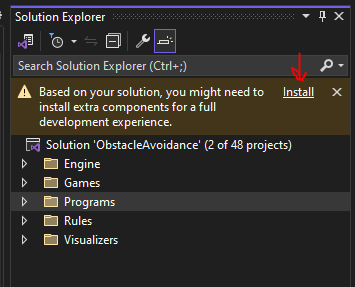 Solution Explorer
Search Solution Explorer (Ctrl+;)
Based on your solution, you might need to
install extra components for a full
development experience.
Install
Solution 'ObstacleAvoidance' (2 of 48 projects)
Engine
Games
Programs
Rules
Visualizers